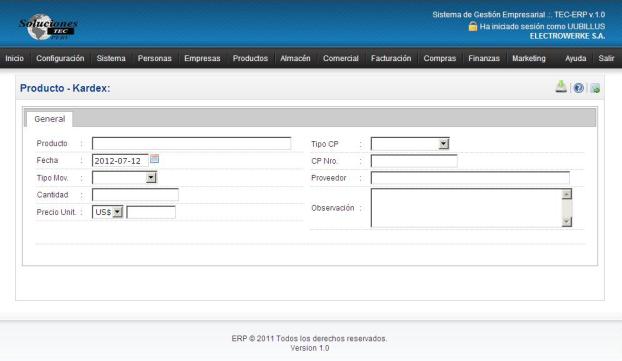 Soluciones
TEC
PERU
Sistema de Gestión Empresarial .:. TEC-ERP v.1.0
Ha iniciado sesión como UUBILLUS
ELECTROWERKE S.A.
Inicio Configuración Sistema Personas Empresas Productos Almacén Comercial Facturación Compras Finanzas Marketing Ayuda Salir
Producto - Kardex:
General
Producto : Tipo CP :
Fecha : 2012-07-12 CP Nro. :
Tipo Mov. : Proveedor :
Cantidad :
Precio Unit. : US$ Observación :
ERP © 2011 Todos los derechos reservados.
Version 1.0